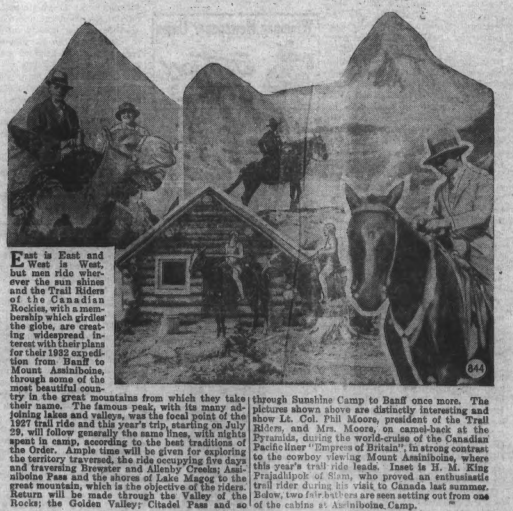 East is East and
West is West,
but men ride wher-
ever the sun shines
and the Trail Riders
of the Canadian
Rockies, with a mem-
bership which girdles
the globe, are creat-
ing widespread in-
terest with their plans
for their 1932 expedi-
tion from Banff to
Mount Assiniboine,
through some of the
most beautiful coun-
try in the great mountains from which they take
their name. The famous peak, with its many ad-
joining lakes and valleys, was the focal point of the
1927 trail ride and this year's trip, starting on July
29, will follow generally the same lines, with nights
spent in camp, according to the best traditions of
the Order. Ample time will be given for exploring
the territory traversed, the ride occupying five days
and traversing Brewster and Allenby Creeks, Assi-
niboine Pass and the shores of Lake Magog to the
great mountain, which is the objective of the riders.
Return will be made through the Valley of the
Rocks; the Golden Valley; Citadel Pass and so
through Sunshine Camp to Banff once more. The
pictures shown above are distinctly interesting and
show Lt. Col. Phil Moore, president of the Trail
Riders, and Mrs. Moore, on camel-back at the
Pyramids, during the world-cruise of the Canadian
Pacific liner "Empress of Britain", in strong contrast
to the cowboy viewing Mount Assiniboine, where
this year's trail ride leads. Inset is H. M. King
Prajadhipok of Siam, who proved an enthusiastic
trail rider during his visit to Canada last summer.
Below, two fair bathers are seen setting out from one
of the cabins at Assiniboine Camp.
844